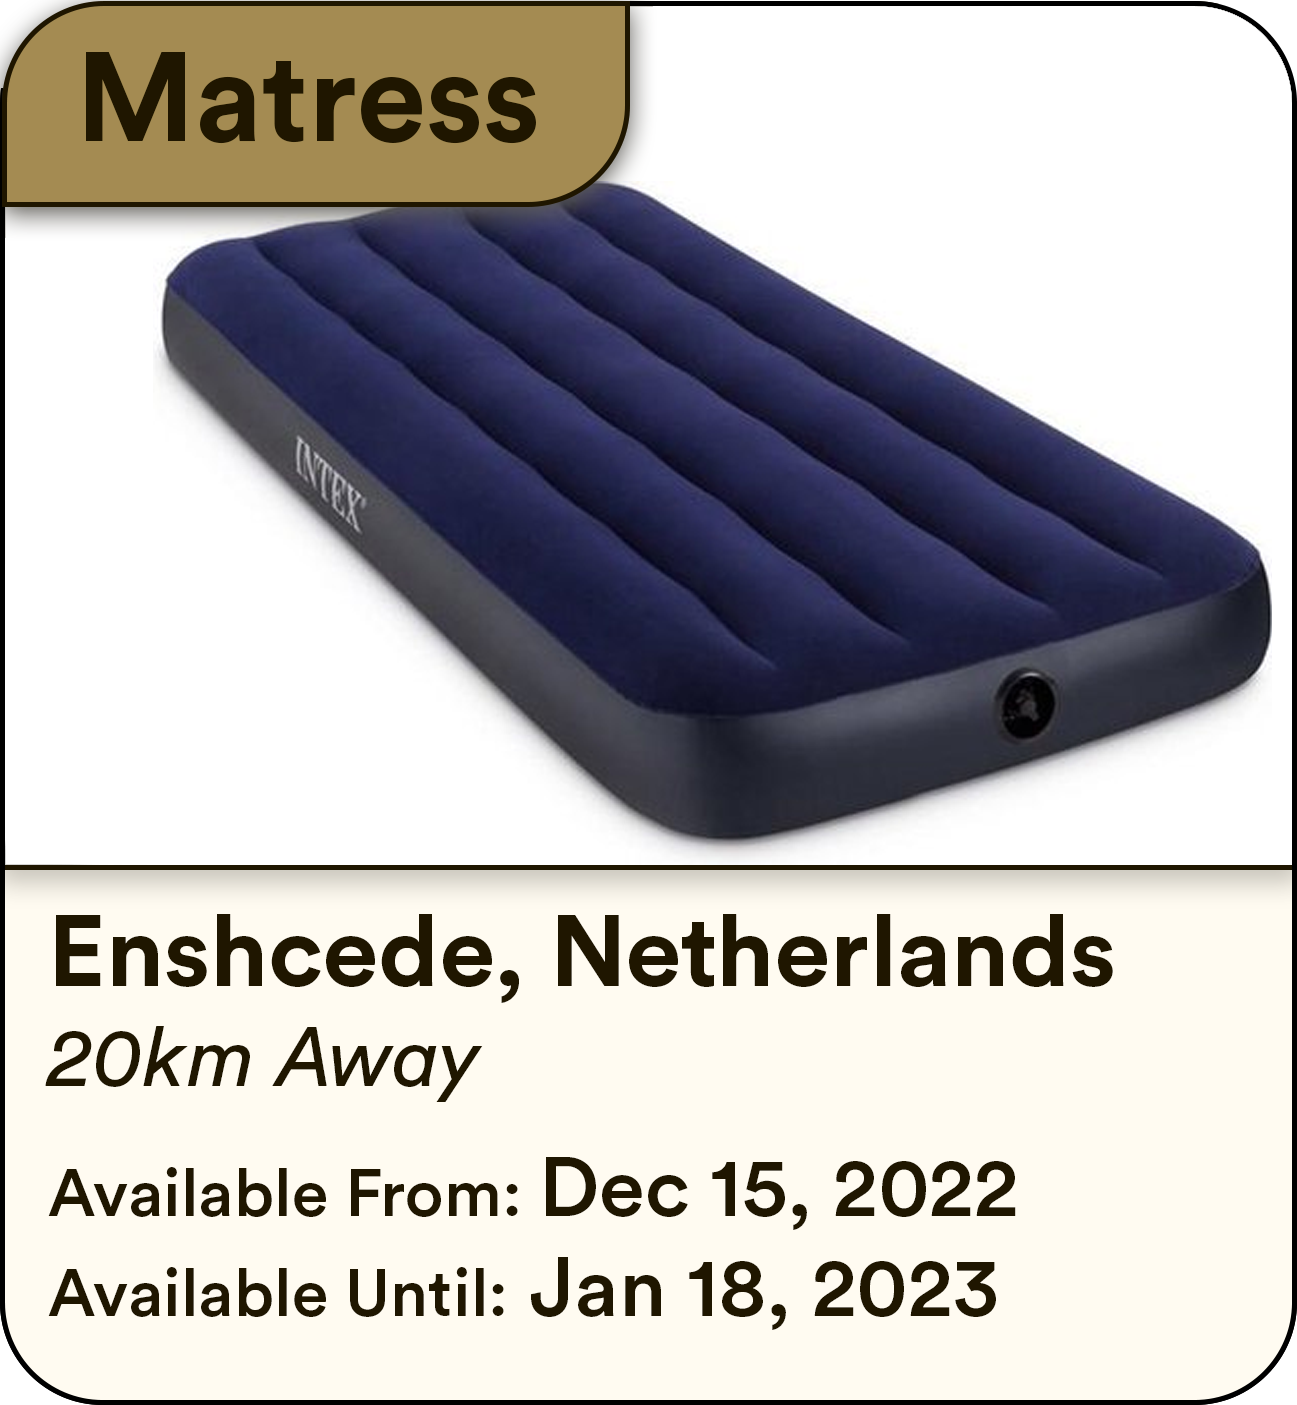 Matress
INTEX®
Enshcede, Netherlands
20km Away
Available From: Dec 15, 2022
Available Until: Jan 18, 2023